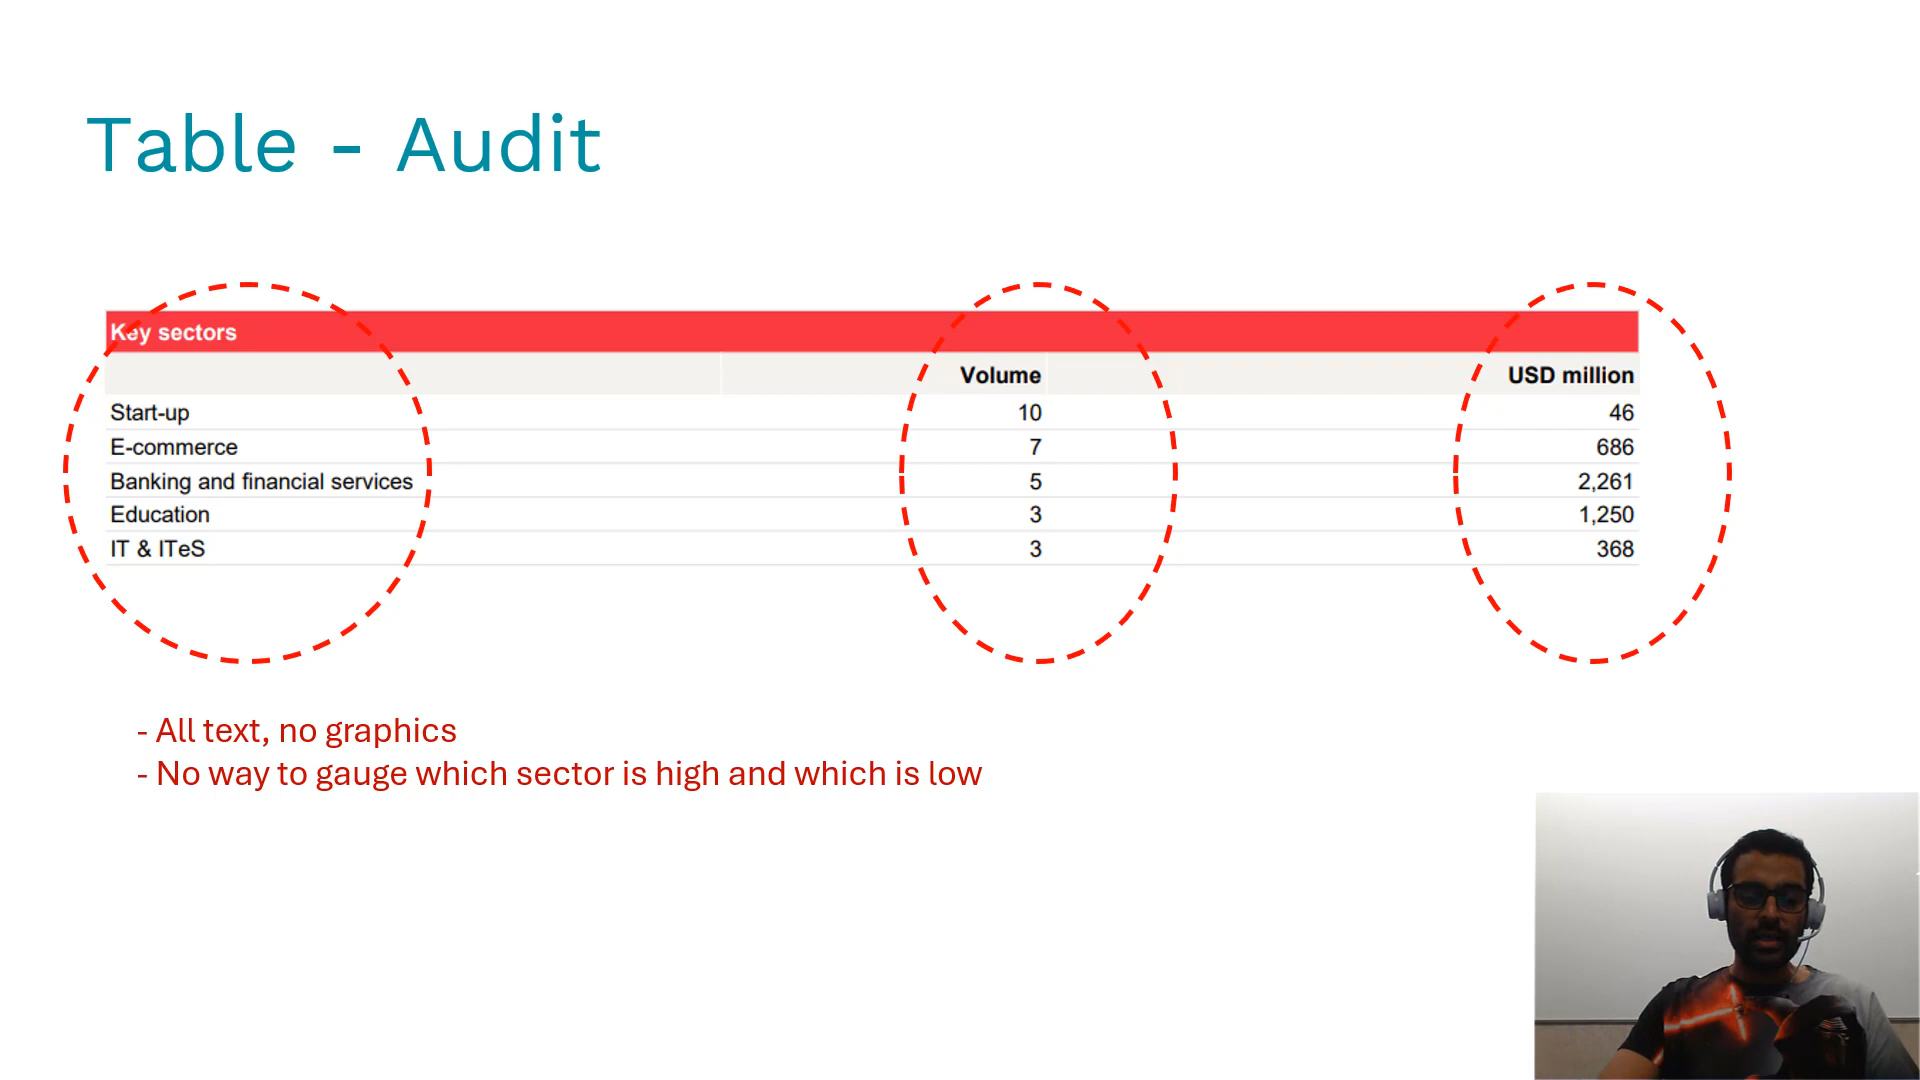 Table - Audit
Key sectors
Volume USD million
Start-up 10 46
E-commerce 7 686
Banking and financial services 5 2,261
Education 3 1,250
IT & ITeS 3 368
- All text, no graphics
- No way to gauge which sector is high and which is low